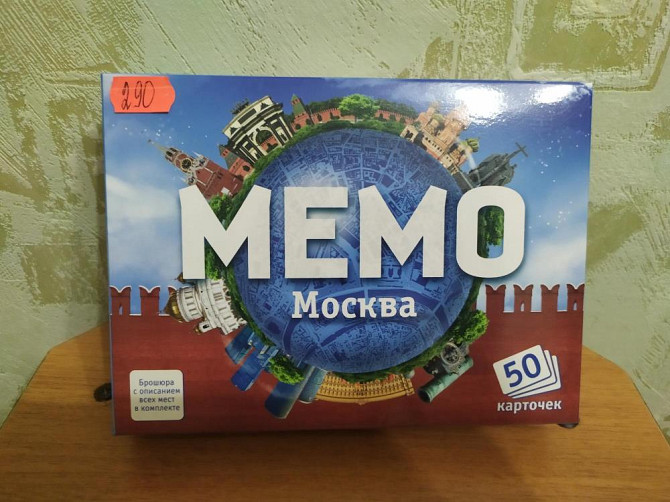 290
МЕМО
Москва
Брошюра
с описанием
всех мест
в комплекте
50
карточек